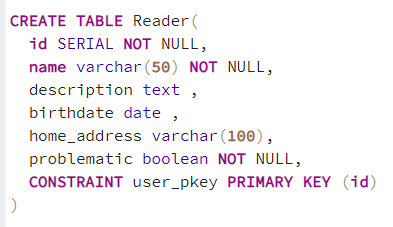 CREATE TABLE Reader(
id SERIAL NOT NULL,
name varchar(50) NOT NULL,
description text ,
birthdate date ,
home_address varchar(100),
problematic boolean NOT NULL,
CONSTRAINT user_pkey PRIMARY KEY (id)
)